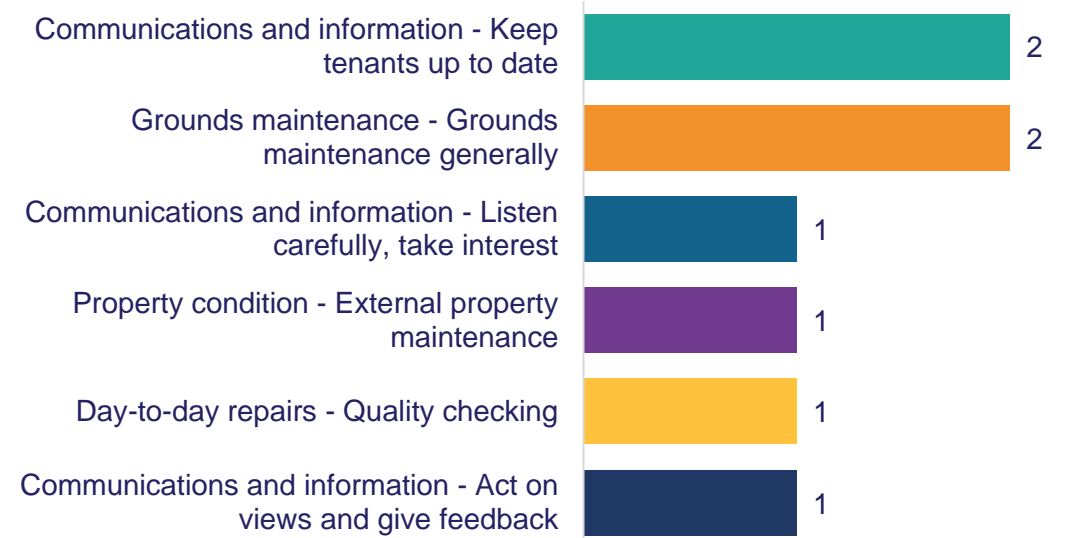 Communications and information - Keep
tenants up to date
2
Grounds maintenance - Grounds
maintenance generally
2
Communications and information - Listen
carefully, take interest
1
Property condition - External property
maintenance
1
Day-to-day repairs - Quality checking
1
Communications and information - Act on
views and give feedback
1